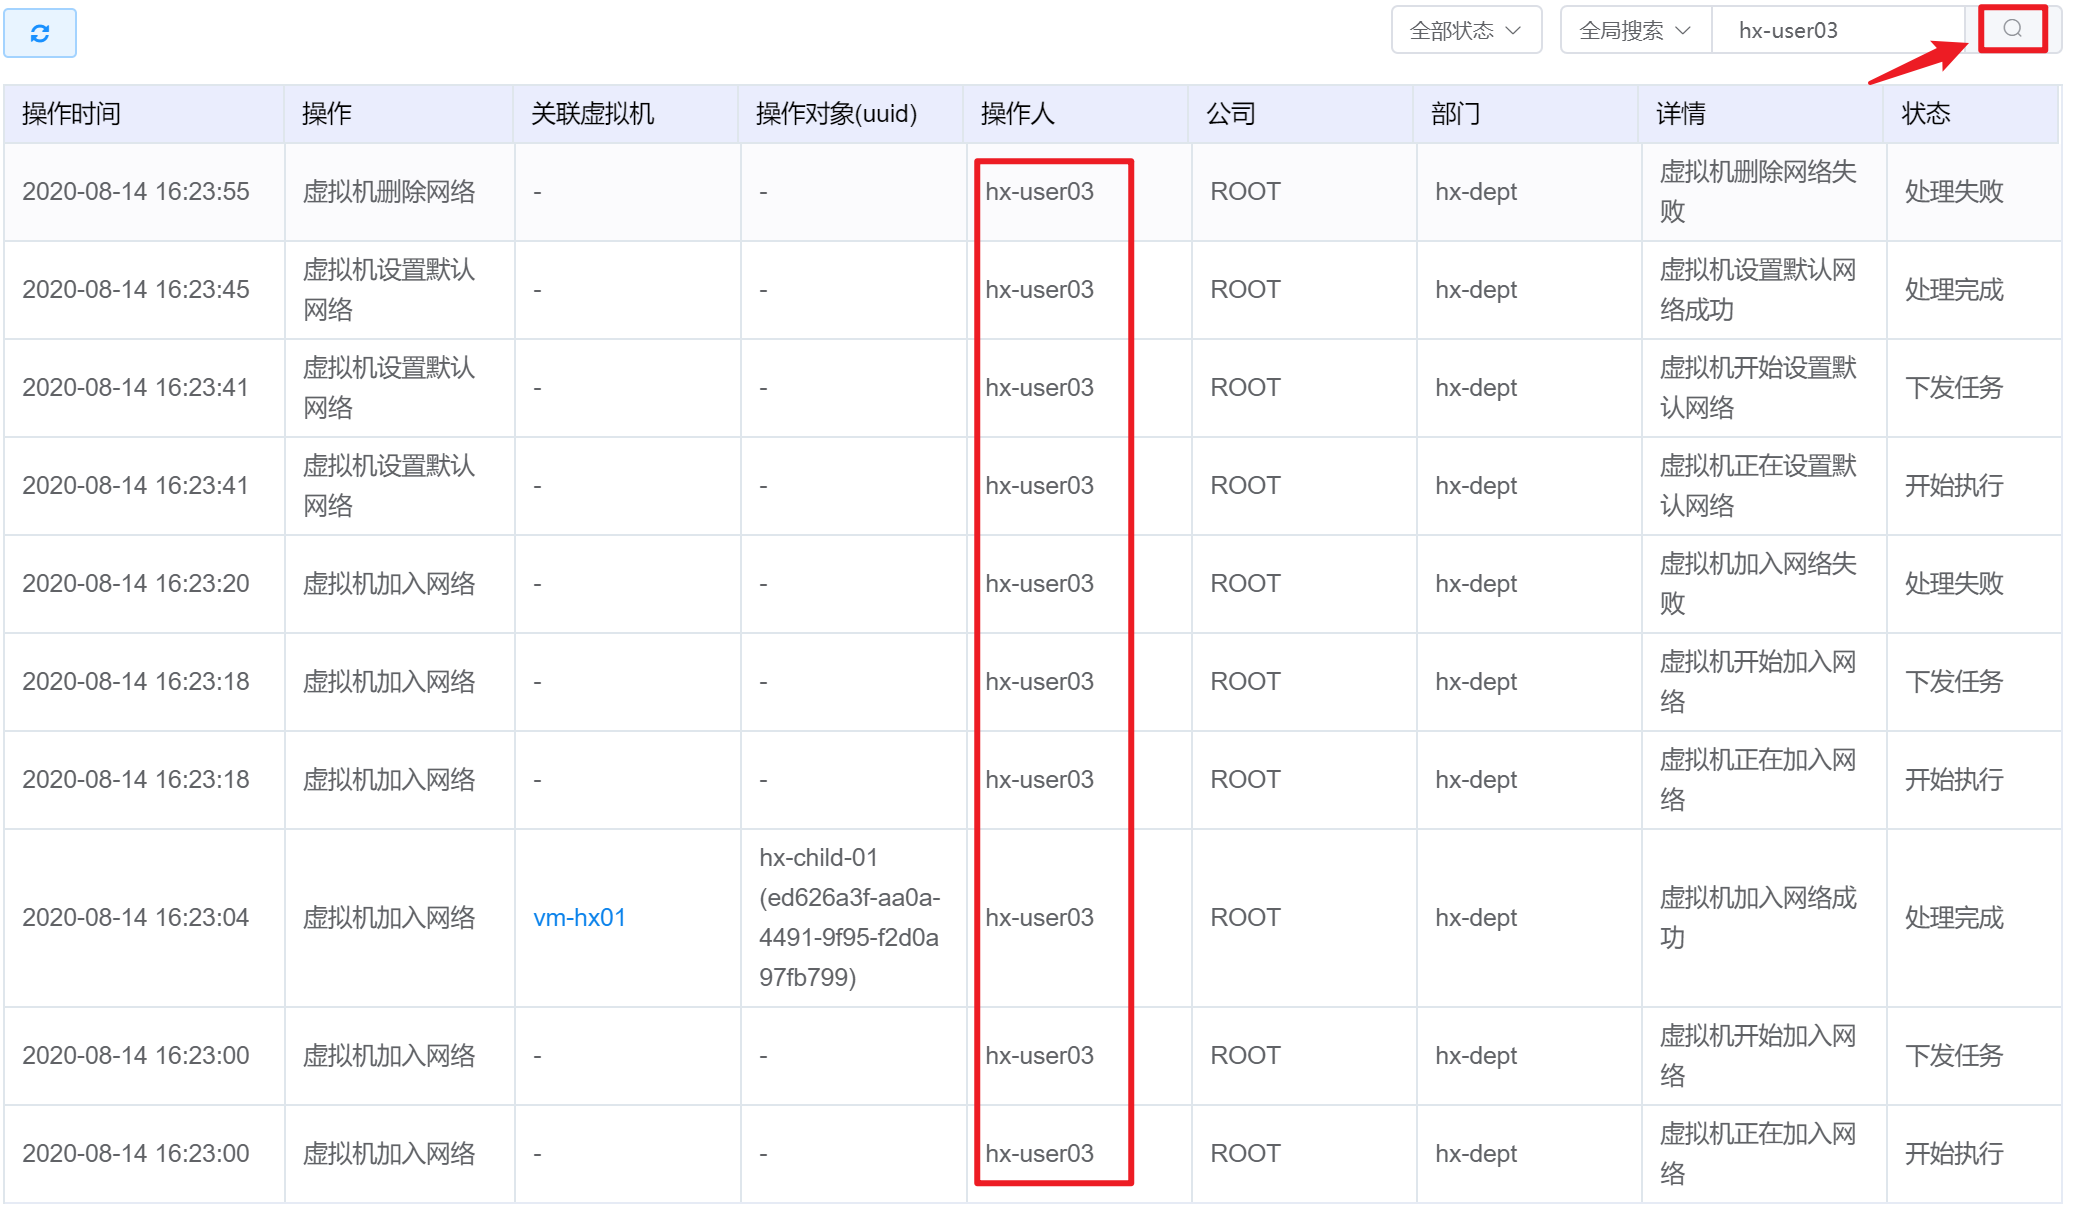 全部状态 全局搜索 hx-user03
操作时间 操作 关联虚拟机 操作对象(uuid) 操作人 公司 部门 详情 状态
2020-08-14 16:23:55 虚拟机删除网络 - - hx-user03 ROOT hx-dept 虚拟机删除网络失
败
处理失败
2020-08-14 16:23:45 虚拟机设置默认
网络
- - hx-user03 ROOT hx-dept 虚拟机设置默认网
络成功
处理完成
2020-08-14 16:23:41 虚拟机设置默认
网络
- - hx-user03 ROOT hx-dept 虚拟机开始设置默
认网络
下发任务
2020-08-14 16:23:41 虚拟机设置默认
网络
- - hx-user03 ROOT hx-dept 虚拟机正在设置默
认网络
开始执行
2020-08-14 16:23:20 虚拟机加入网络 - - hx-user03 ROOT hx-dept 虚拟机加入网络失
败
处理失败
2020-08-14 16:23:18 虚拟机加入网络 - - hx-user03 ROOT hx-dept 虚拟机开始加入网
络
下发任务
2020-08-14 16:23:18 虚拟机加入网络 - - hx-user03 ROOT hx-dept 虚拟机正在加入网
络
开始执行
2020-08-14 16:23:04 虚拟机加入网络 vm-hx01 hx-child-01
(ed626a3f-aa0a-
4491-9f95-f2d0a
97fb799)
hx-user03 ROOT hx-dept 虚拟机加入网络成
功
处理完成
2020-08-14 16:23:00 虚拟机加入网络 - - hx-user03 ROOT hx-dept 虚拟机开始加入网
络
下发任务
2020-08-14 16:23:00 虚拟机加入网络 - - hx-user03 ROOT hx-dept 虚拟机正在加入网
络
开始执行